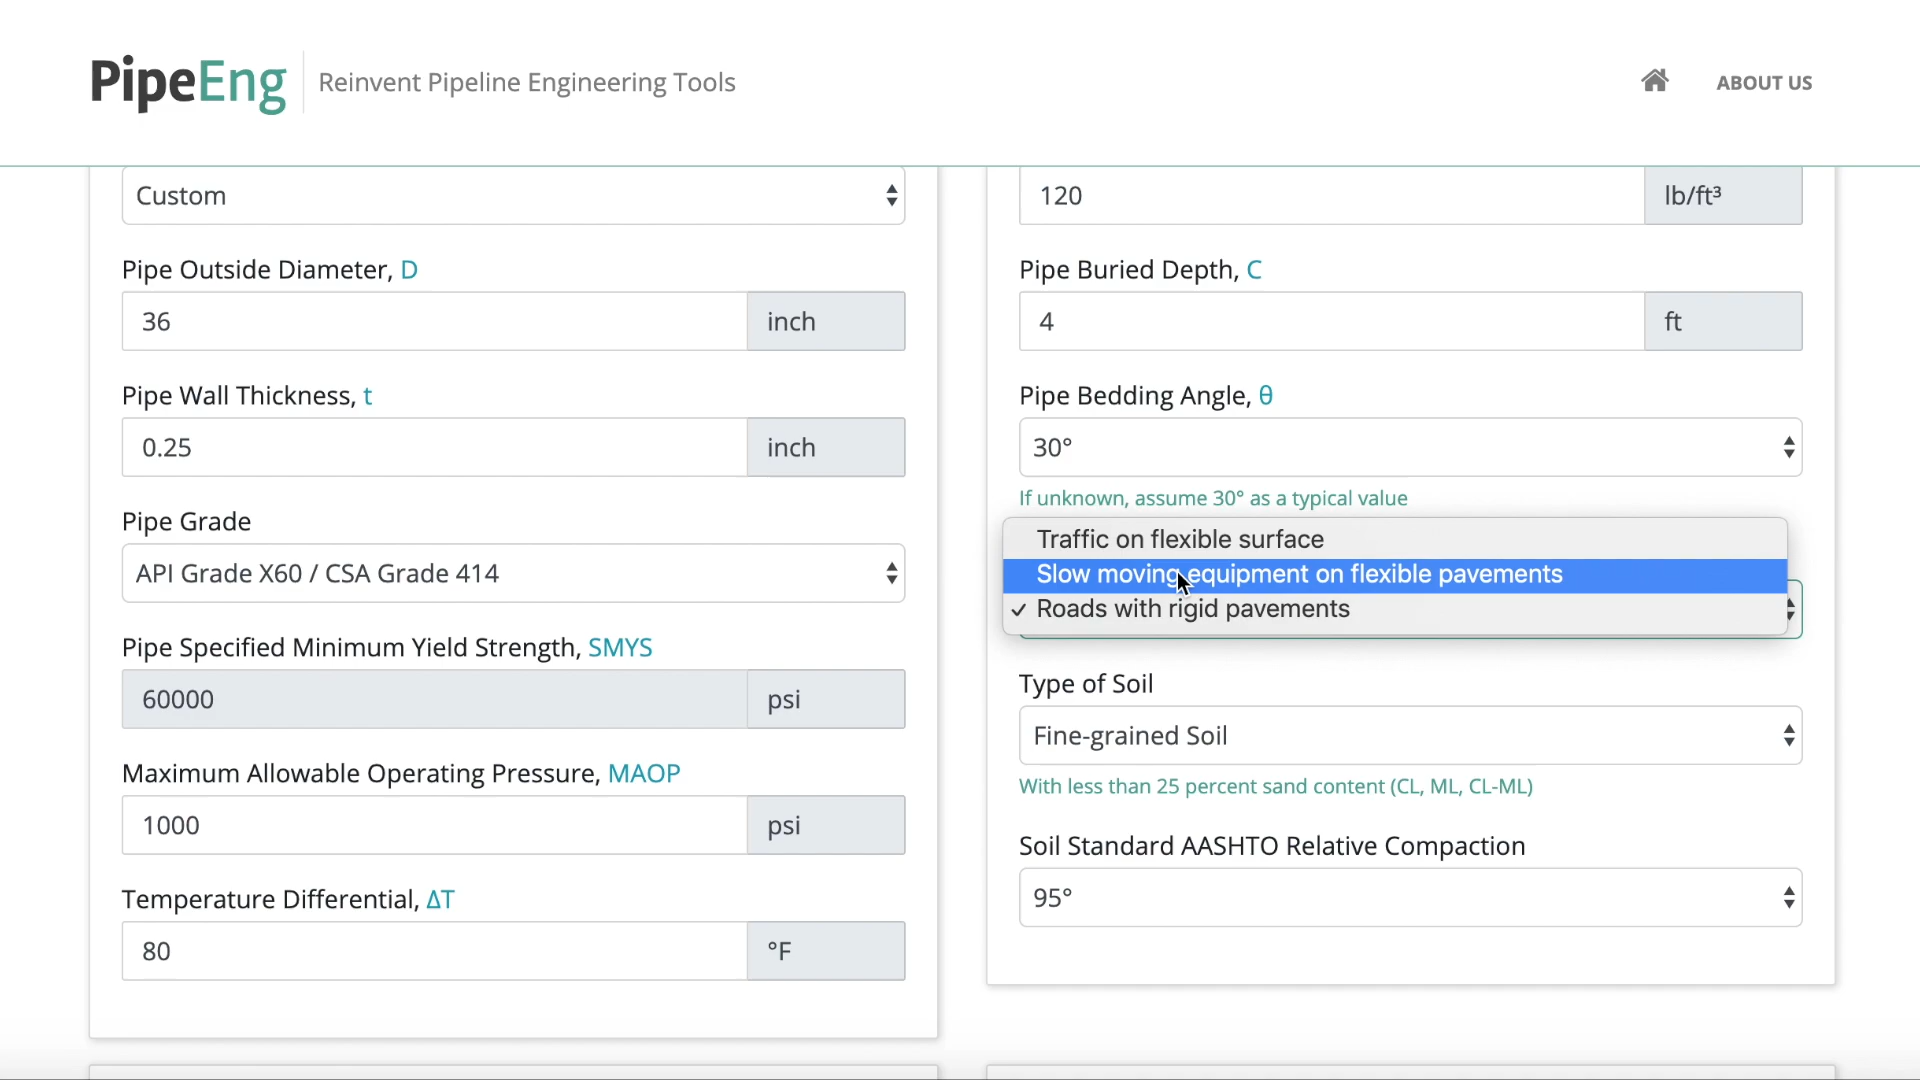 PipeEng
Reinvent Pipeline Engineering Tools
ABOUT US
Custom
Pipe Outside Diameter, D
36
inch
Pipe Wall Thickness, t
0.25
inch
Pipe Grade
API Grade X60 / CSA Grade 414
Pipe Specified Minimum Yield Strength, SMYS
60000
psi
Maximum Allowable Operating Pressure, MAOP
1000
psi
Temperature Differential, ΔT
80
°F
120
lb/ft³
Pipe Buried Depth, C
4
ft
Pipe Bedding Angle, θ
30°
If unknown, assume 30° as a typical value
Traffic on flexible surface
Slow moving equipment on flexible pavements
✓ Roads with rigid pavements
Type of Soil
Fine-grained Soil
With less than 25 percent sand content (CL, ML, CL-ML)
Soil Standard AASHTO Relative Compaction
95°